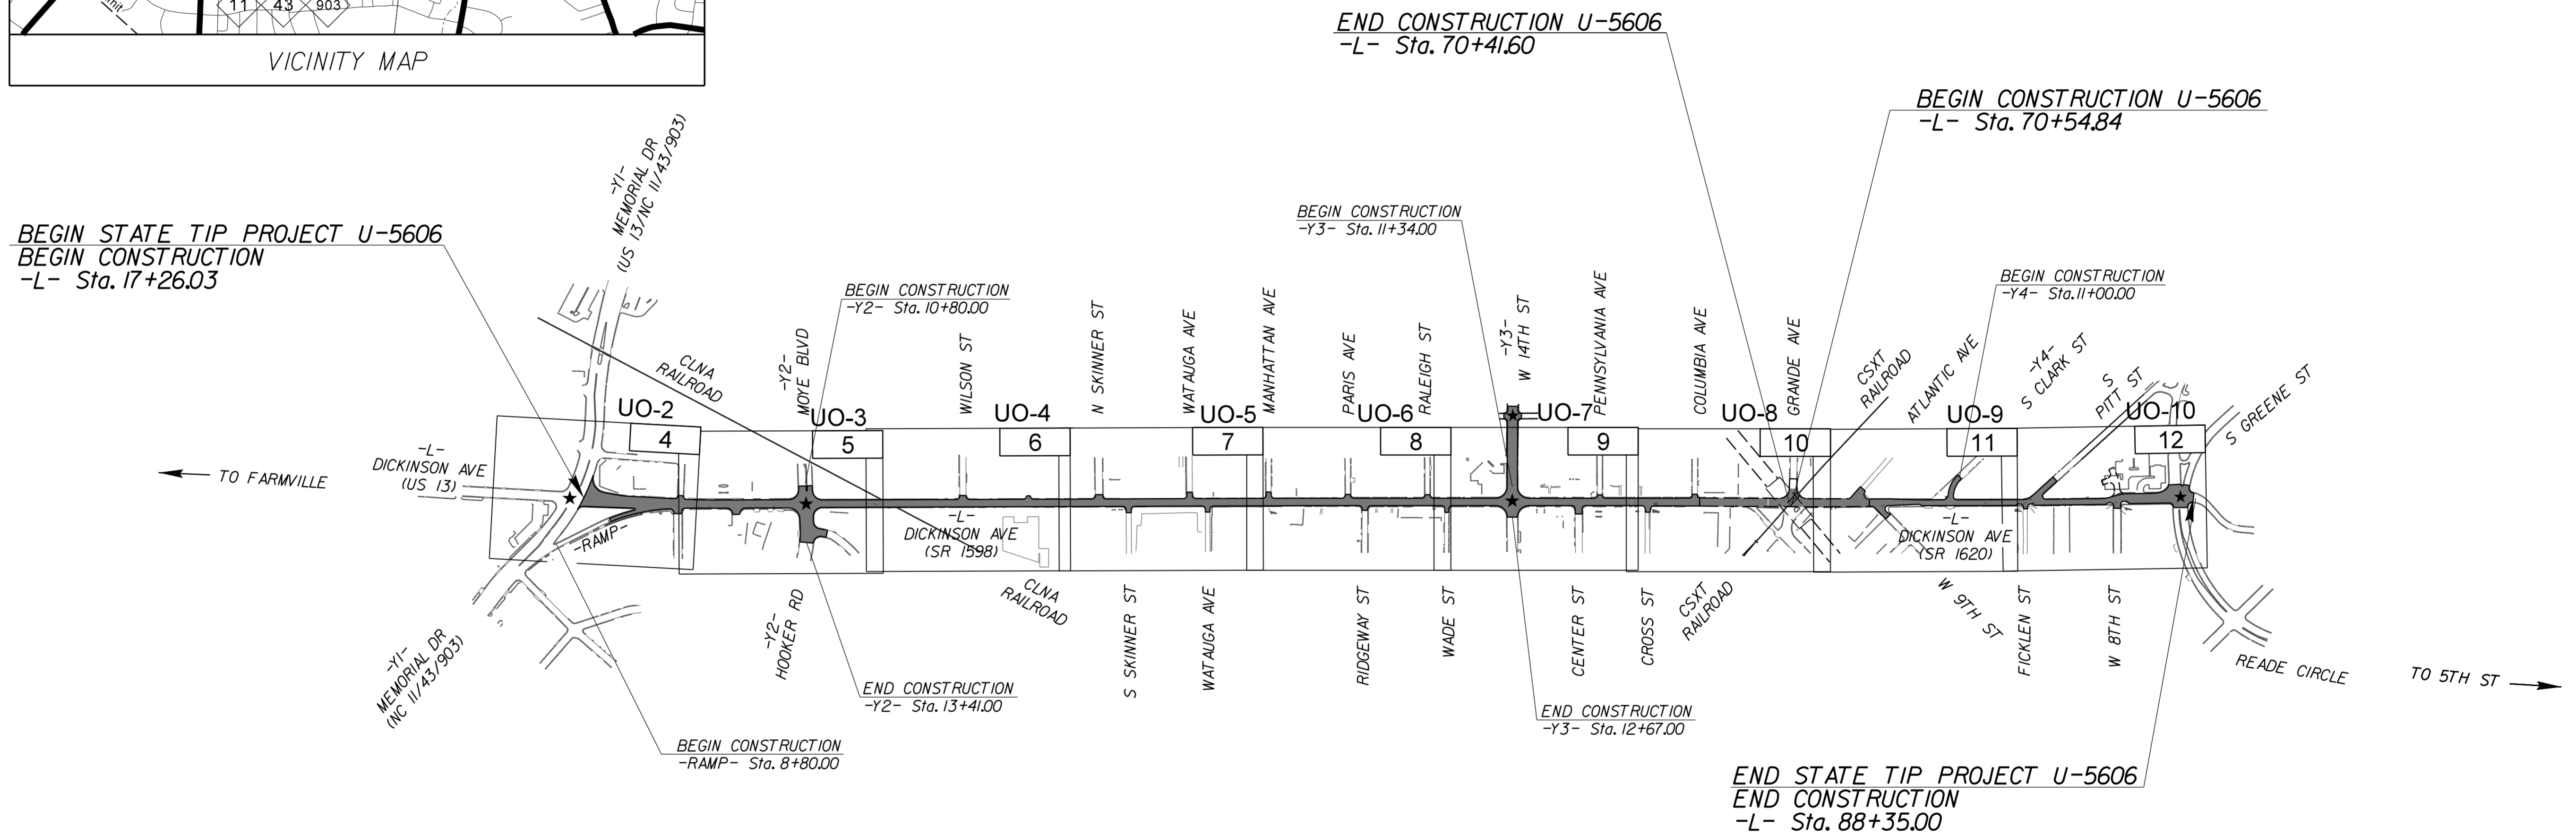 11 43 903
VICINITY MAP
END CONSTRUCTION U-5606
-L- Sta. 70+41.60
BEGIN CONSTRUCTION U-5606
-L- Sta. 70+54.84
-Y1-
MEMORIAL DR
(US 13/NC 11/43/903)
BEGIN STATE TIP PROJECT U-5606
BEGIN CONSTRUCTION
-L- Sta. 17+26.03
BEGIN CONSTRUCTION
-Y3- Sta. 11+34.00
BEGIN CONSTRUCTION
-Y2- Sta. 10+80.00
BEGIN CONSTRUCTION
-Y4- Sta. 11+00.00
CLNA
RAILROAD
-Y2-
MOYE BLVD
WILSON ST
N SKINNER ST
WATAUGA AVE
MANHATTAN AVE
PARIS AVE
RALEIGH ST
-Y3-
W 14TH ST
PENNSYLVANIA AVE
COLUMBIA AVE
GRANDE AVE
CSXT
RAILROAD
ATLANTIC AVE
-Y4-
S CLARK ST
S
PITT ST
S GREENE ST
UO-2
UO-3
UO-4
UO-5
UO-6
UO-7
UO-8
UO-9
UO-10
4
5
6
7
8
9
10
11
12
TO FARMVILLE
-L-
DICKINSON AVE
(US 13)
-RAMP-
-L-
DICKINSON AVE
(SR 1598)
-L-
DICKINSON AVE
(SR 1620)
-Y1-
MEMORIAL DR
(NC 11/43/903)
-Y2-
HOOKER RD
CLNA
RAILROAD
S SKINNER ST
WATAUGA AVE
RIDGEWAY ST
WADE ST
CENTER ST
CROSS ST
CSXT
RAILROAD
W 9TH ST
FICKLEN ST
W 8TH ST
READE CIRCLE
TO 5TH ST
END CONSTRUCTION
-Y2- Sta. 13+41.00
BEGIN CONSTRUCTION
-RAMP- Sta. 8+80.00
END CONSTRUCTION
-Y3- Sta. 12+67.00
END STATE TIP PROJECT U-5606
END CONSTRUCTION
-L- Sta. 88+35.00